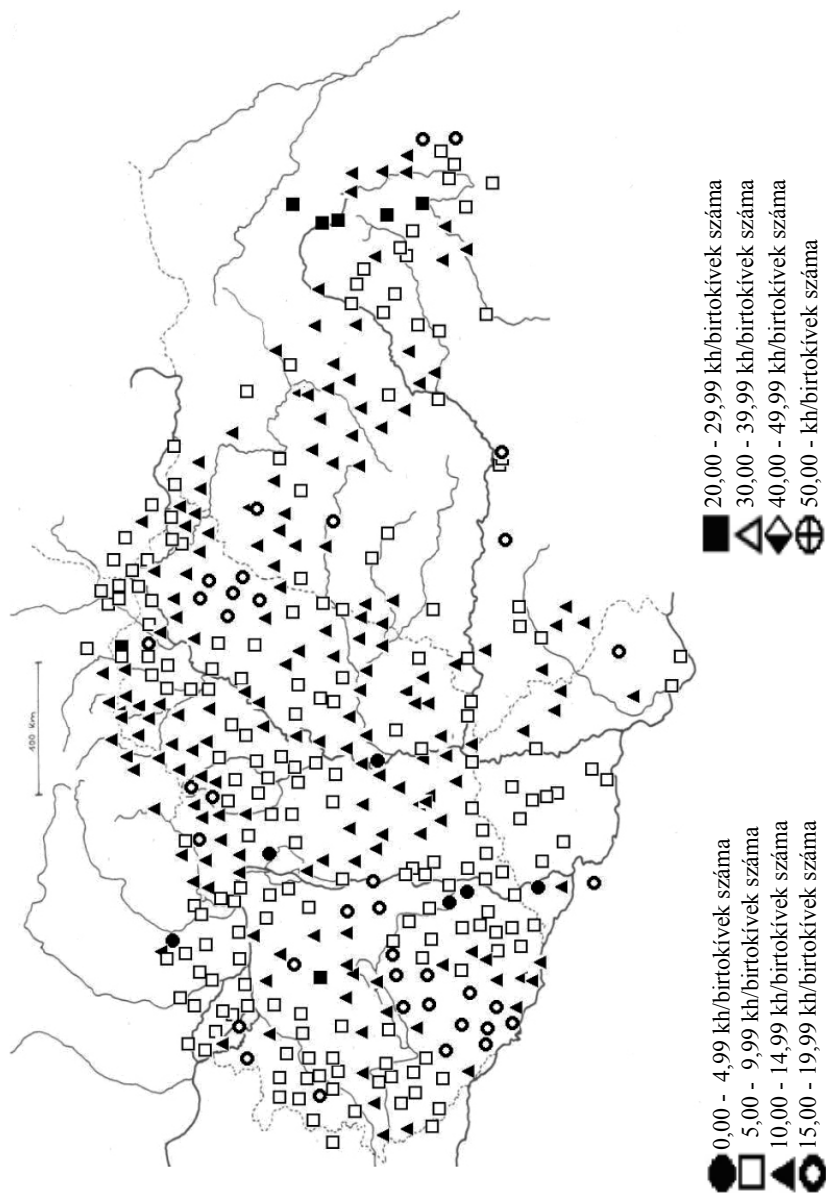 400 Km
0,00 - 4,99 kh/birtokívek száma
5,00 - 9,99 kh/birtokívek száma
10,00 - 14,99 kh/birtokívek száma
15,00 - 19,99 kh/birtokívek száma
20,00 - 29,99 kh/birtokívek száma
30,00 - 39,99 kh/birtokívek száma
40,00 - 49,99 kh/birtokívek száma
50,00 - kh/birtokívek száma